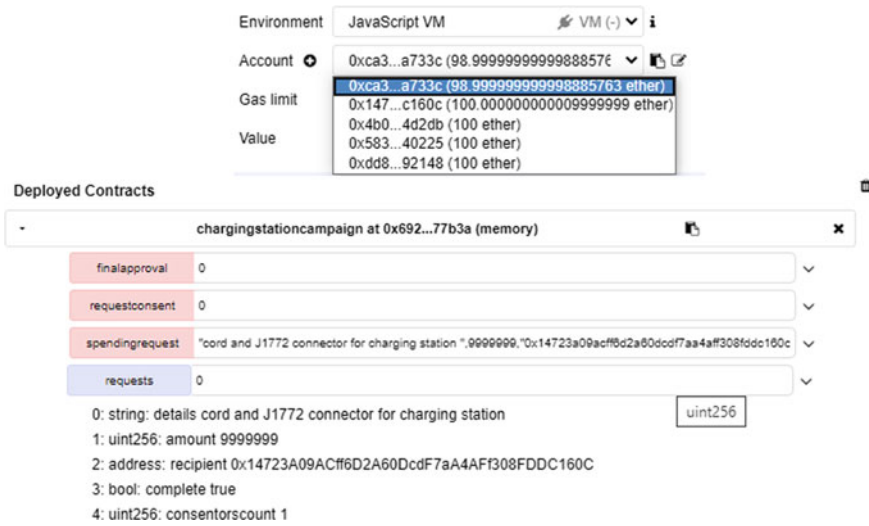 Environment JavaScript VM VM (-) i
Account 0xca3...a733c (98.9999999999988576
0xca3...a733c (98.999999999998885763 ether)
Gas limit 0x147...c160c (100.000000000009999999 ether)
0x4b0...4d2db (100 ether)
Value 0x583...40225 (100 ether)
0xdd8...92148 (100 ether)
Deployed Contracts
chargingstationcampaign at 0x692...77b3a (memory)
finalapproval 0
requestconsent 0
spendingrequest "cord and J1772 connector for charging station ",9999999,"0x14723a09acff6d2a60dcdf7aa4aff308fddc160c
requests 0
0: string: details cord and J1772 connector for charging station
uint256
1: uint256: amount 9999999
2: address: recipient 0x14723A09ACff6D2A60DcdF7aA4AFf308FDDC160C
3: bool: complete true
4: uint256: consentorscount 1